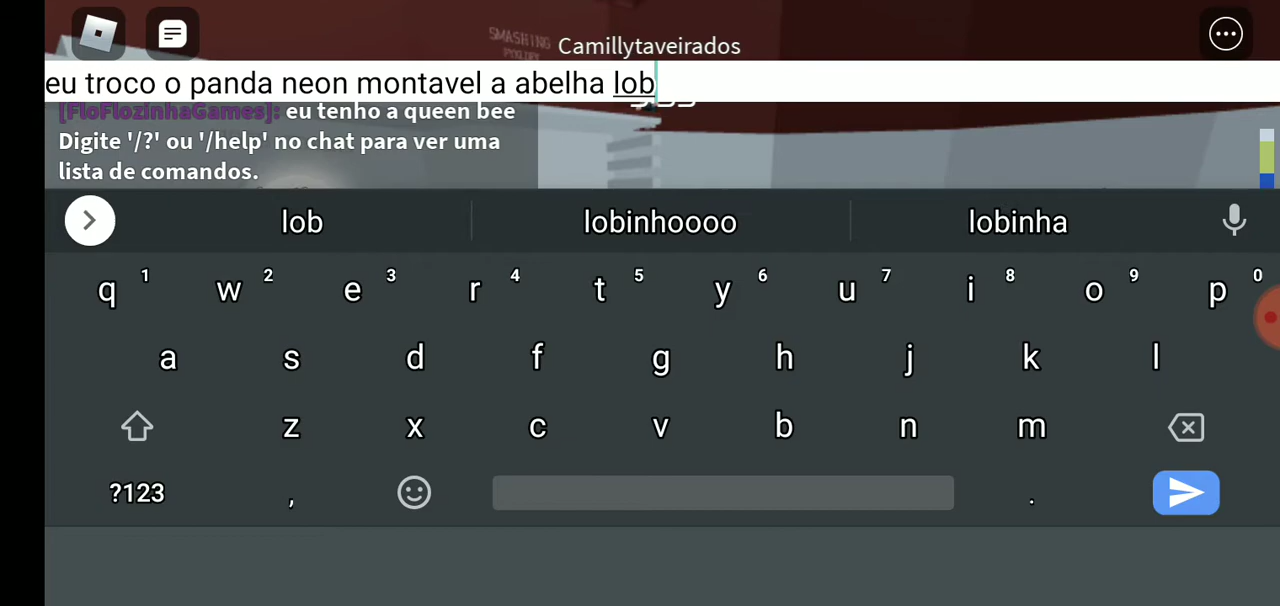 SMASHING
Camillytaveirados
eu troco o panda neon montavel a abelha lob
[FloFlozinhaGames]: eu tenho a queen bee
Digite '/?' ou '/help' no chat para ver uma
lista de comandos.
lob lobinhoooo lobinha
q 1 w 2 e 3 r 4 t 5 y 6 u 7 i 8 o 9 p 0
a s d f g h j k l
z x c v b n m
?123 , .